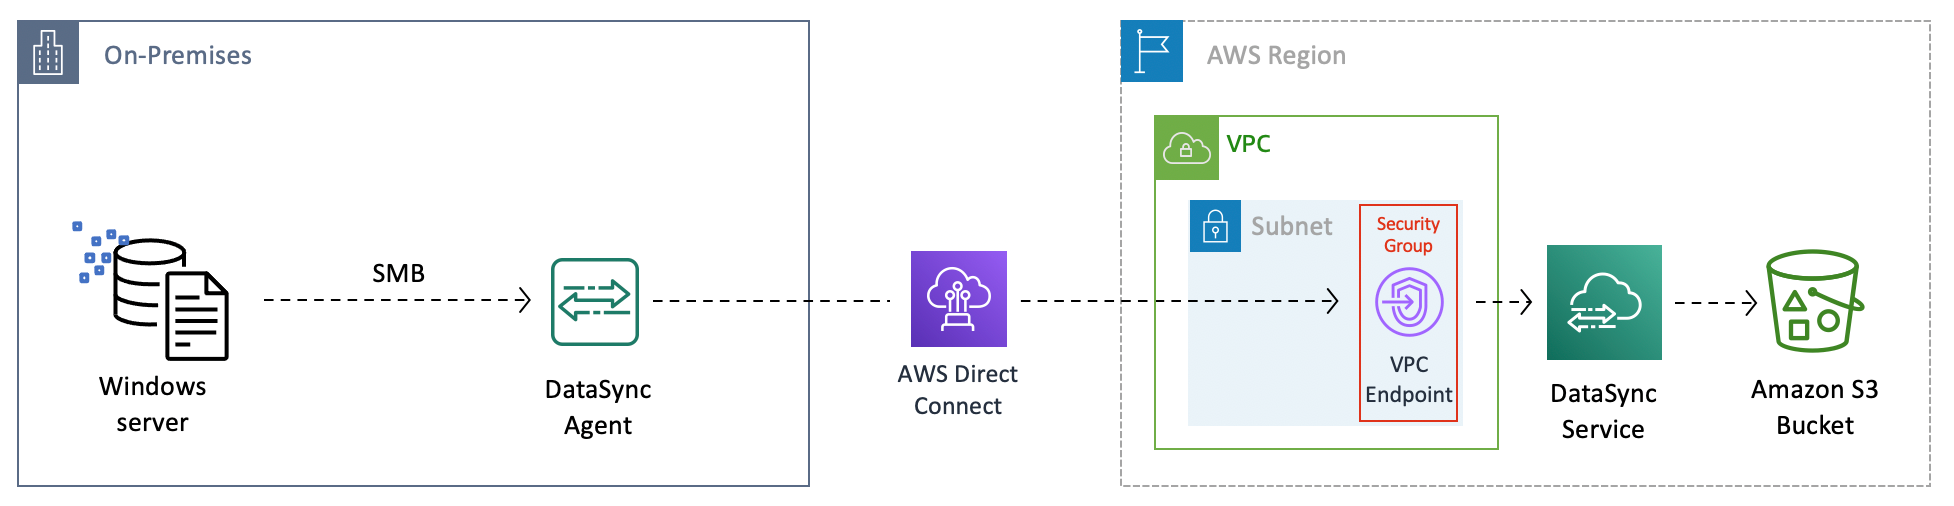 On-Premises
Windows
server
SMB
DataSync
Agent
AWS Direct
Connect
AWS Region
VPC
Subnet
Security
Group
VPC
Endpoint
DataSync
Service
Amazon S3
Bucket